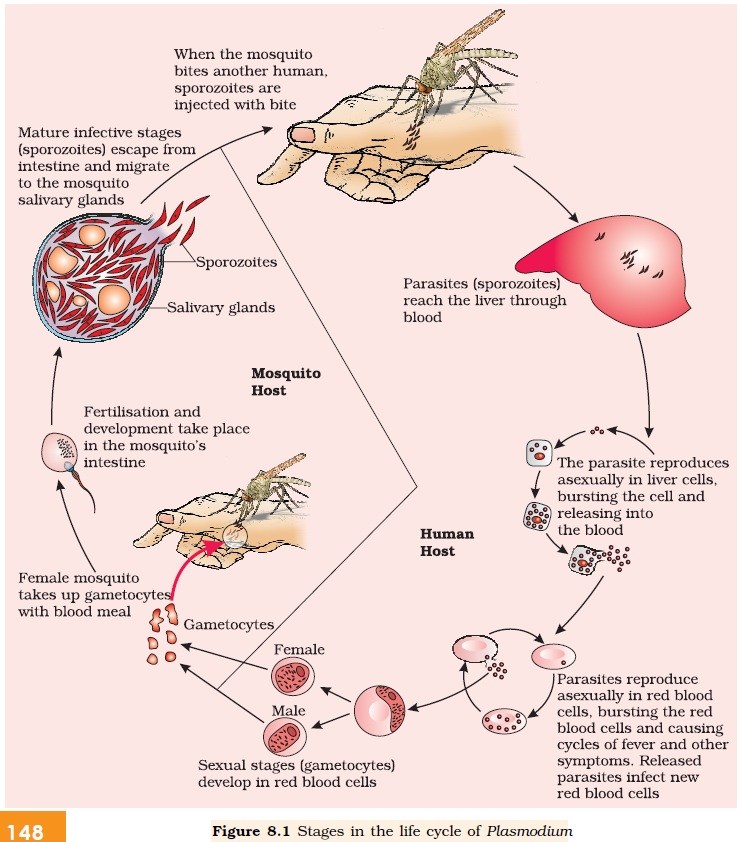 When the mosquito
bites another human,
sporozoites are
injected with bite
Mature infective stages
(sporozoites) escape from
intestine and migrate
to the mosquito
salivary glands
Sporozoites
Salivary glands
Parasites (sporozoites)
reach the liver through
blood
Mosquito
Host
Fertilisation and
development take place
in the mosquito's
intestine
The parasite reproduces
asexually in liver cells,
bursting the cell and
releasing into
the blood
Human
Host
Female mosquito
takes up gametocytes
with blood meal
Gametocytes
Female
Male
Sexual stages (gametocytes)
develop in red blood cells
Parasites reproduce
asexually in red blood
cells, bursting the red
blood cells and causing
cycles of fever and other
symptoms. Released
parasites infect new
red blood cells
148
Figure 8.1 Stages in the life cycle of Plasmodium